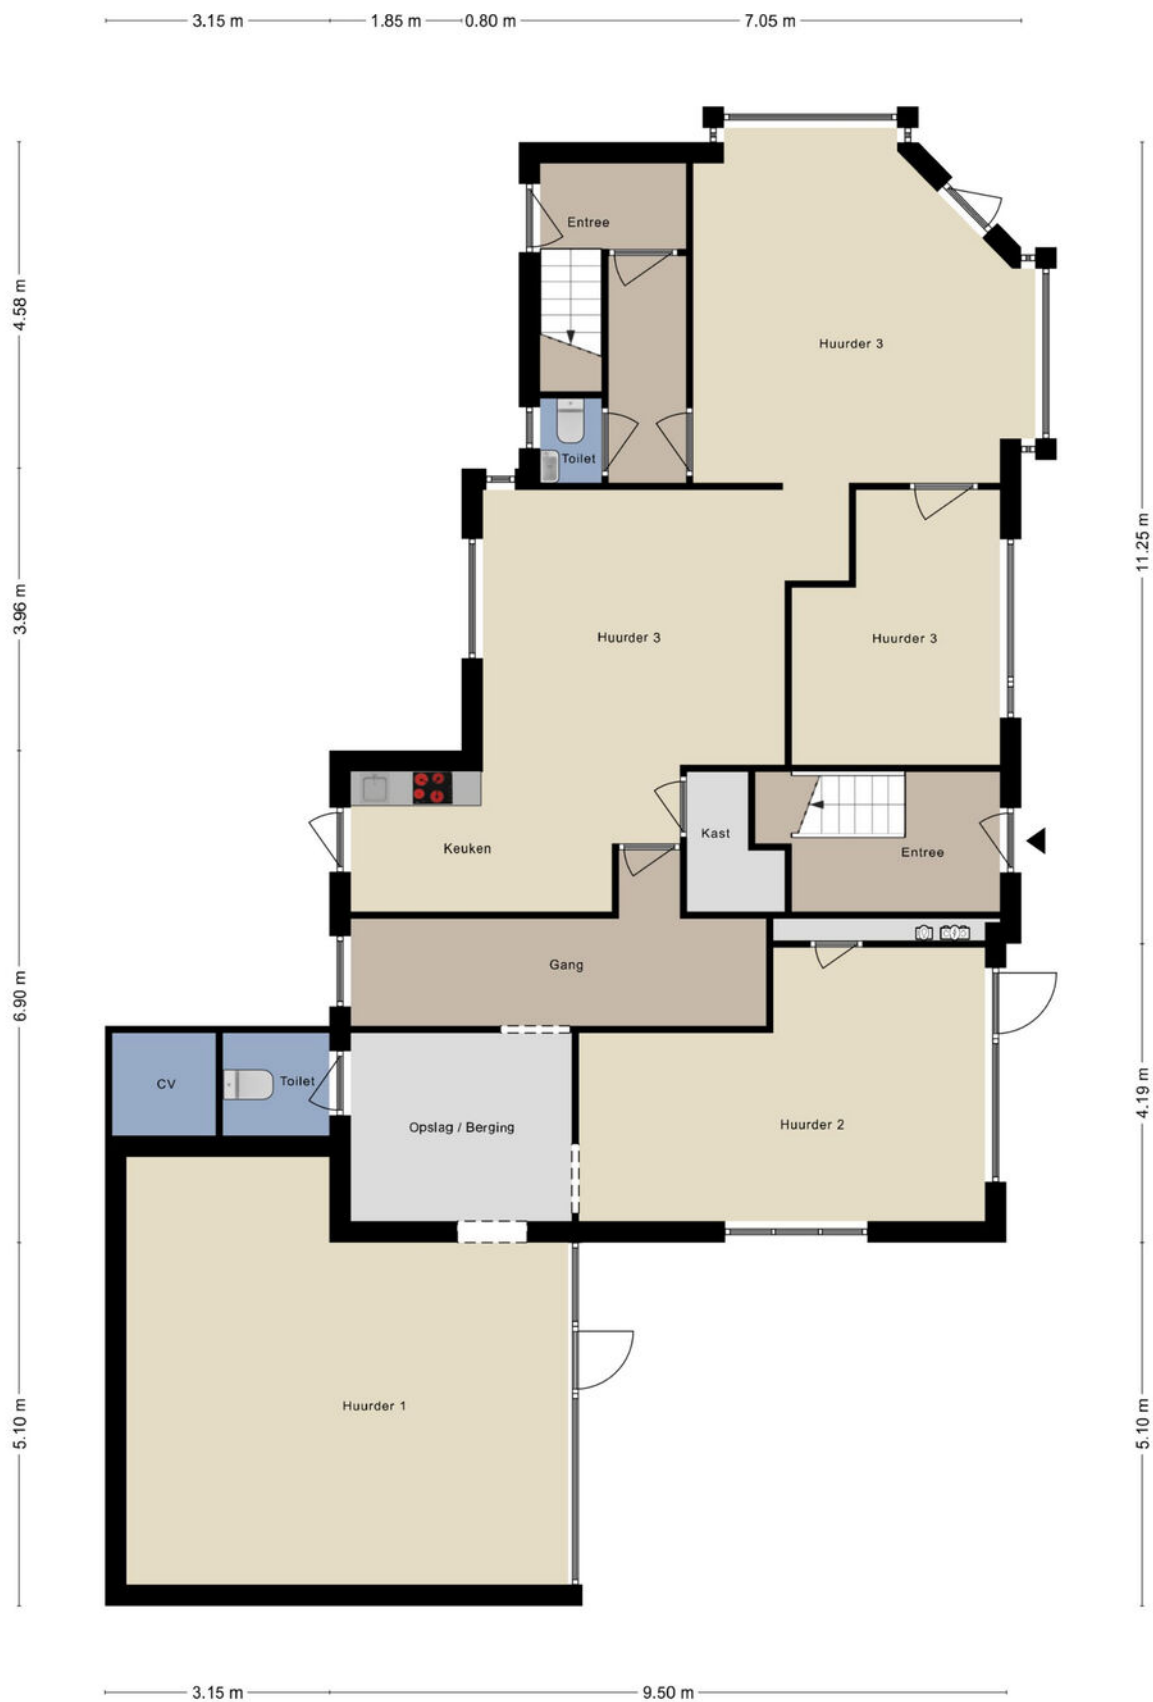 3.15 m
1.85 m
0.80 m
7.05 m
Entree
4.58 m
Huurder 3
Toilet
11.25 m
3.96 m
Huurder 3
Huurder 3
Kast
Keuken
Entree
Gang
6.90 m
CV
Toilet
4.19 m
Opslag / Berging
Huurder 2
Huurder 1
5.10 m
5.10 m
3.15 m
9.50 m